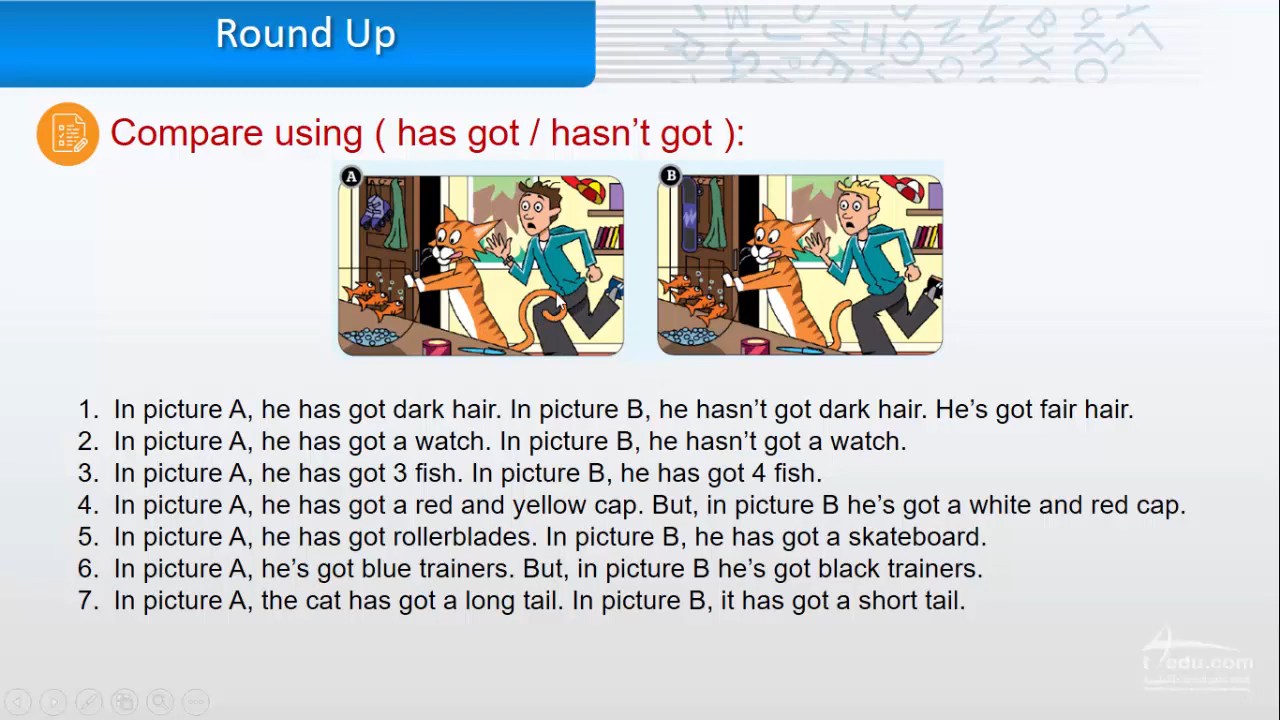 Round Up
Compare using ( has got / hasn’t got ):
A
B
1. In picture A, he has got dark hair. In picture B, he hasn’t got dark hair. He’s got fair hair.
2. In picture A, he has got a watch. In picture B, he hasn’t got a watch.
3. In picture A, he has got 3 fish. In picture B, he has got 4 fish.
4. In picture A, he has got a red and yellow cap. But, in picture B he’s got a white and red cap.
5. In picture A, he has got rollerblades. In picture B, he has got a skateboard.
6. In picture A, he’s got blue trainers. But, in picture B he’s got black trainers.
7. In picture A, the cat has got a long tail. In picture B, it has got a short tail.